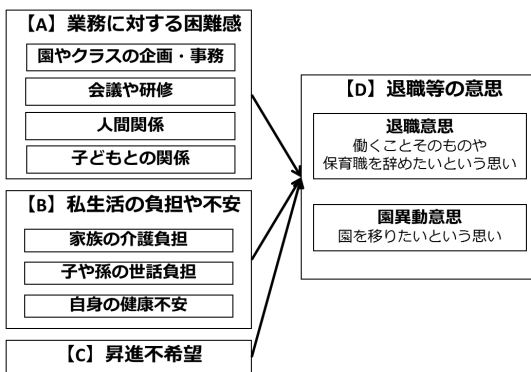 【A】業務に対する困難感
園やクラスの企画・事務
会議や研修
人間関係
子どもとの関係
【B】私生活の負担や不安
家族の介護負担
子や孫の世話負担
自身の健康不安
【C】昇進不希望
【D】退職等の意思
退職意思
働くことそのものや
保育職を辞めたいという思い
園異動意思
園を移りたいという思い